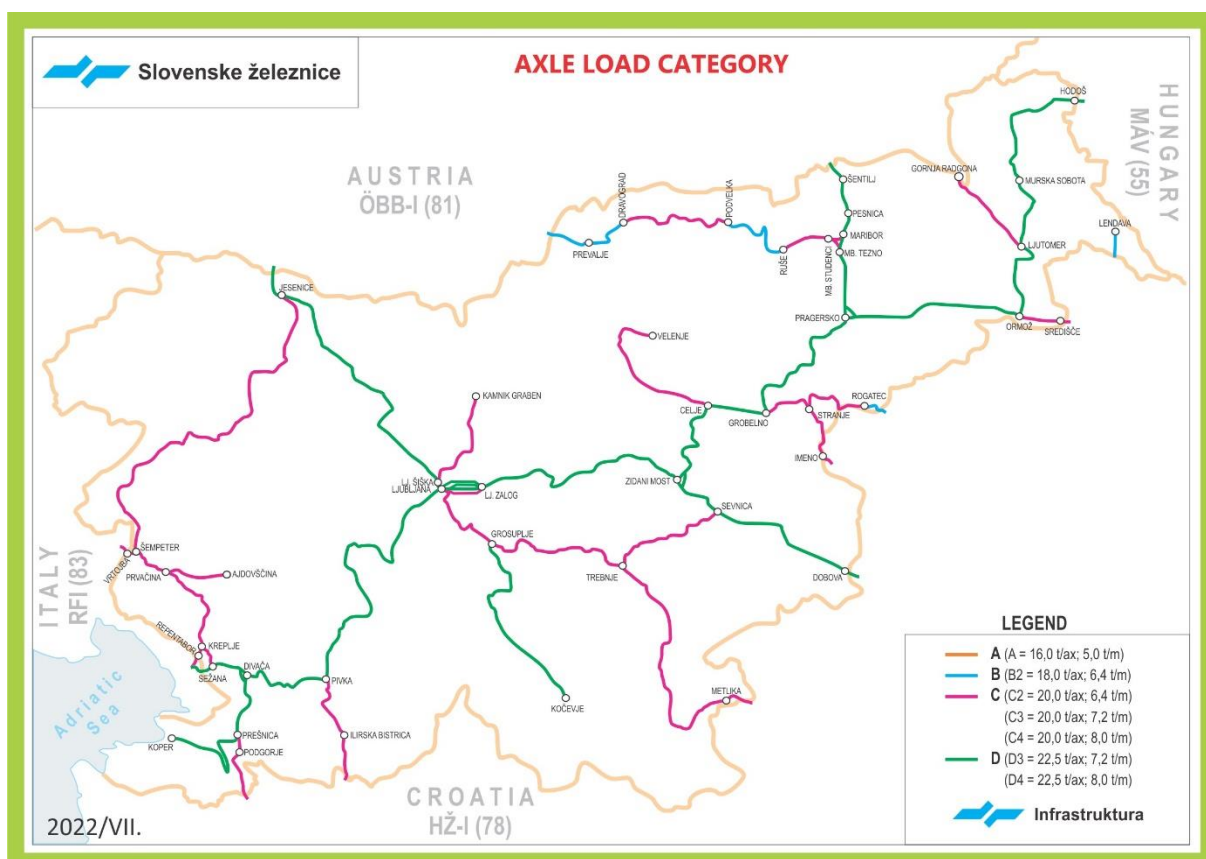 Slovenske železnice
AXLE LOAD CATEGORY
HUNGARY
MÁV (55)
AUSTRIA
ÖBB-I (81)
HODOŠ
GORNJA RADGONA
ŠENTILJ
MURSKA SOBOTA
DRAVOGRAD
PODVELKA
PESNICA
LENDAVA
MARIBOR
PREVALJE
RUŠE
MB. ŠTUDENCI
MB. TEZNO
LJUTOMER
JESENICE
PRAGERSKO
ORMOŽ
SREDIŠČE
VELENJE
KAMNIK GRABEN
CELJE
GROBELNO
STRANJE
ROGATEC
IMENO
LJ. ŠIŠKA
LJUBLJANA
LJ. ZALOG
ZIDANI MOST
SEVNICA
GROSUPLJE
ITALY
RFI (83)
VRTOJBA
ŠEMPETER
PRVAČINA
AJDOVŠČINA
TREBNJE
DOBOVA
REPENTABOR
KREPLJE
SEŽANA
DIVAČA
PIVKA
KOČEVJE
METLIKA
Adriatic
Sea
KOPER
PREŠNICA
PODGORJE
ILIRSKA BISTRICA
CROATIA
HŽ-I (78)
2022/VII.
LEGEND
A (A = 16,0 t/ax; 5,0 t/m)
B (B2 = 18,0 t/ax; 6,4 t/m)
C (C2 = 20,0 t/ax; 6,4 t/m)
(C3 = 20,0 t/ax; 7,2 t/m)
(C4 = 20,0 t/ax; 8,0 t/m)
D (D3 = 22,5 t/ax; 7,2 t/m)
(D4 = 22,5 t/ax; 8,0 t/m)
Infrastruktura